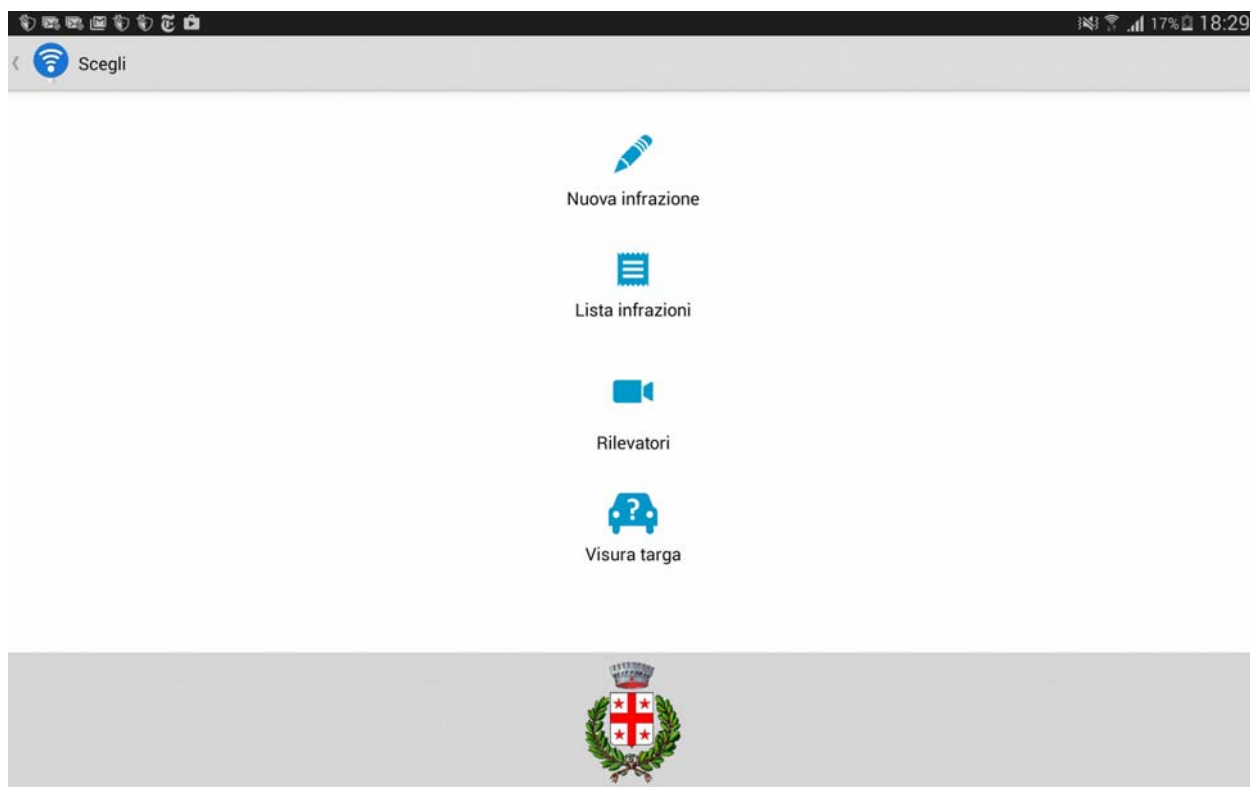 17% 18:29
Scegli
Nuova infrazione
Lista infrazioni
Rilevatori
?
Visura targa